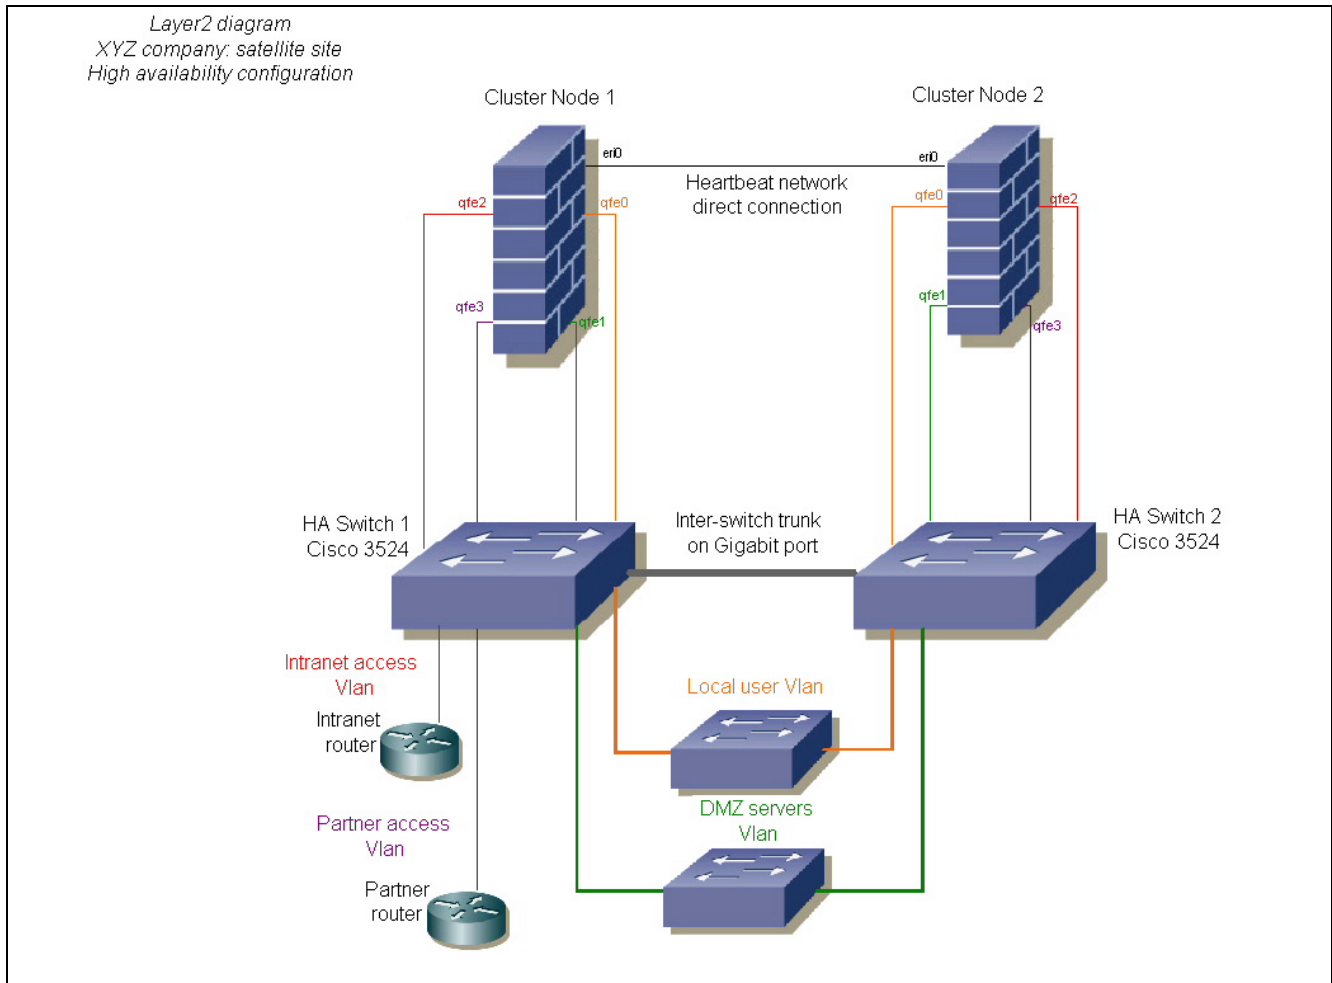 Layer2 diagram
XYZ company: satellite site
High availability configuration
Cluster Node 1
Cluster Node 2
eri0
eri0
Heartbeat network
direct connection
qfe2
qfe0
qfe0
qfe2
qfe3
qfe1
qfe1
qfe3
HA Switch 1
Cisco 3524
Inter-switch trunk
on Gigabit port
HA Switch 2
Cisco 3524
Intranet access
Vlan
Intranet
router
Local user Vlan
DMZ servers
Vlan
Partner access
Vlan
Partner
router